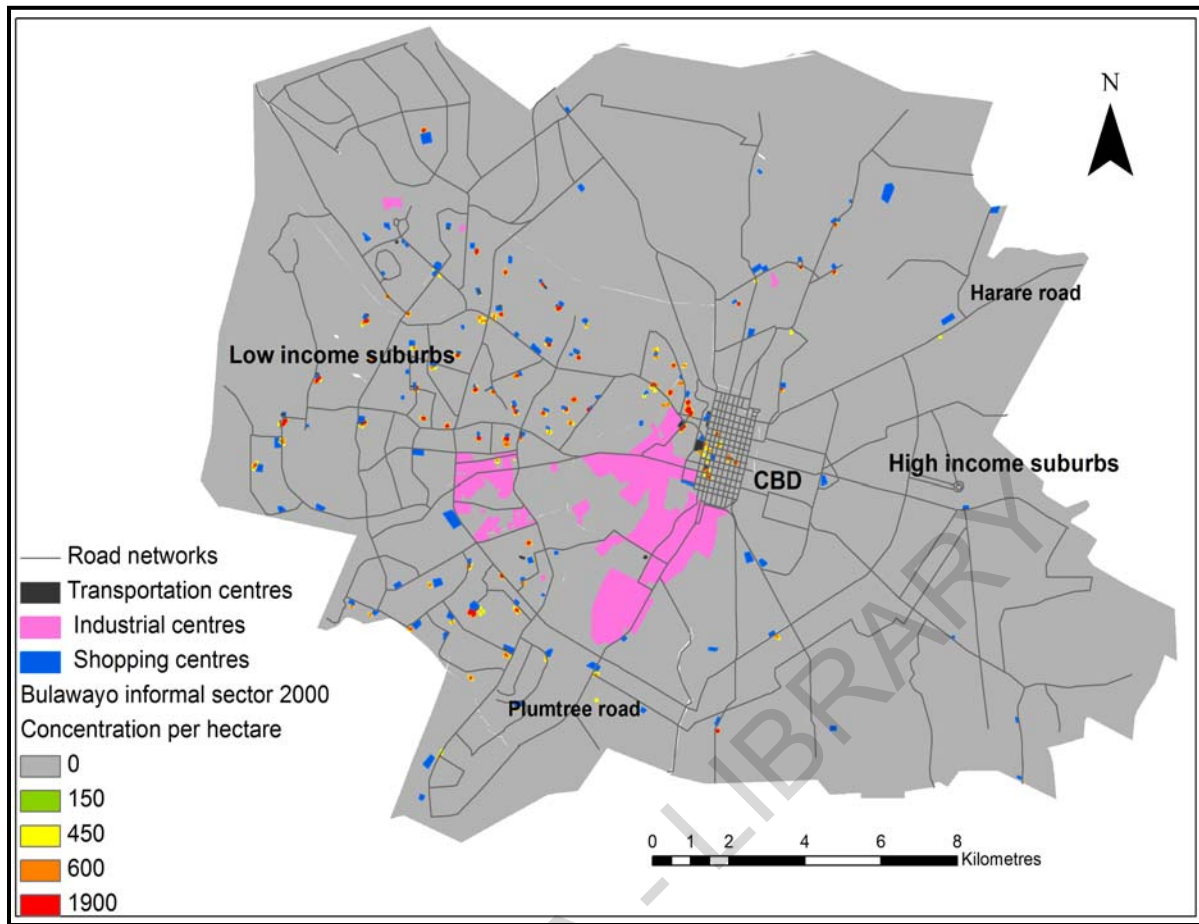 N
Harare road
Low income suburbs
High income suburbs
CBD
Plumtree road
Road networks
Transportation centres
Industrial centres
Shopping centres
Bulawayo informal sector 2000
Concentration per hectare
0
150
450
600
1900
0 1 2 4 6 8
Kilometres
- LIBRARY